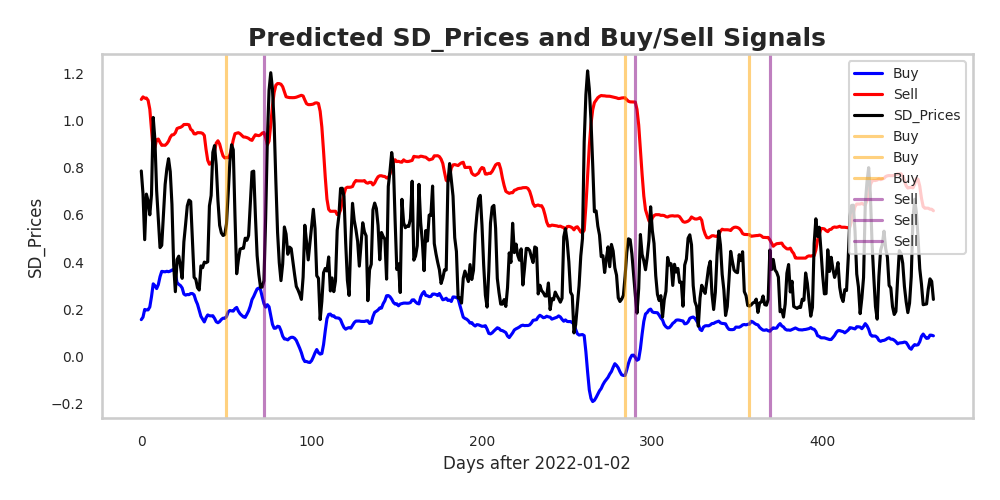 Predicted SD_Prices and Buy/Sell Signals
SD_Prices
1.2
1.0
0.8
0.6
0.4
0.2
0.0
−0.2
0
100
200
300
400
Days after 2022-01-02
Buy
Sell
SD_Prices
Buy
Buy
Buy
Sell
Sell
Sell